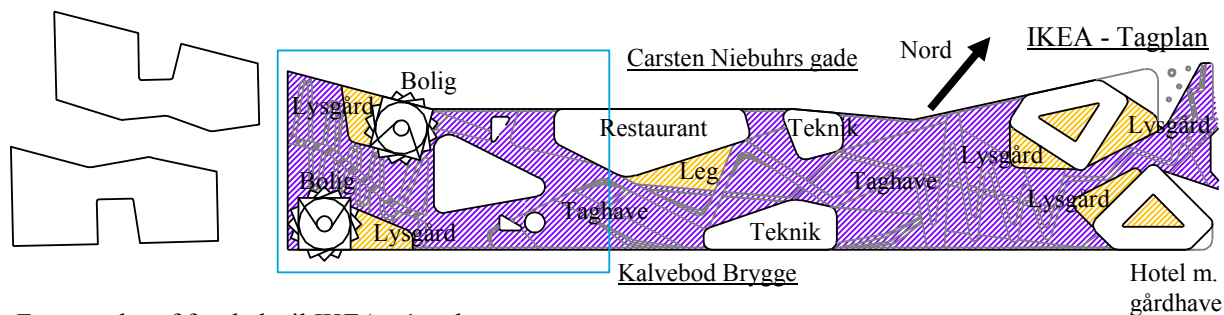 IKEA - Tagplan
Nord
Carsten Niebuhrs gade
Bolig
Lysgård
Restaurant
Teknik
Lysgård
Lysgård
Leg
Taghave
Bolig
Lysgård
Taghave
Lysgård
Teknik
Kalvebod Brygge
Hotel m.
gårdhave